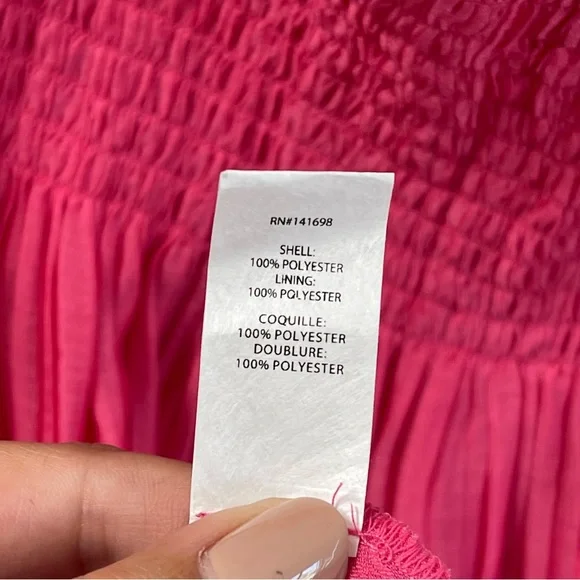 RN#141698
SHELL:
100% POLYESTER
LINING:
100% POLYESTER
COQUILLE:
100% POLYESTER
DOUBLURE:
100% POLYESTER